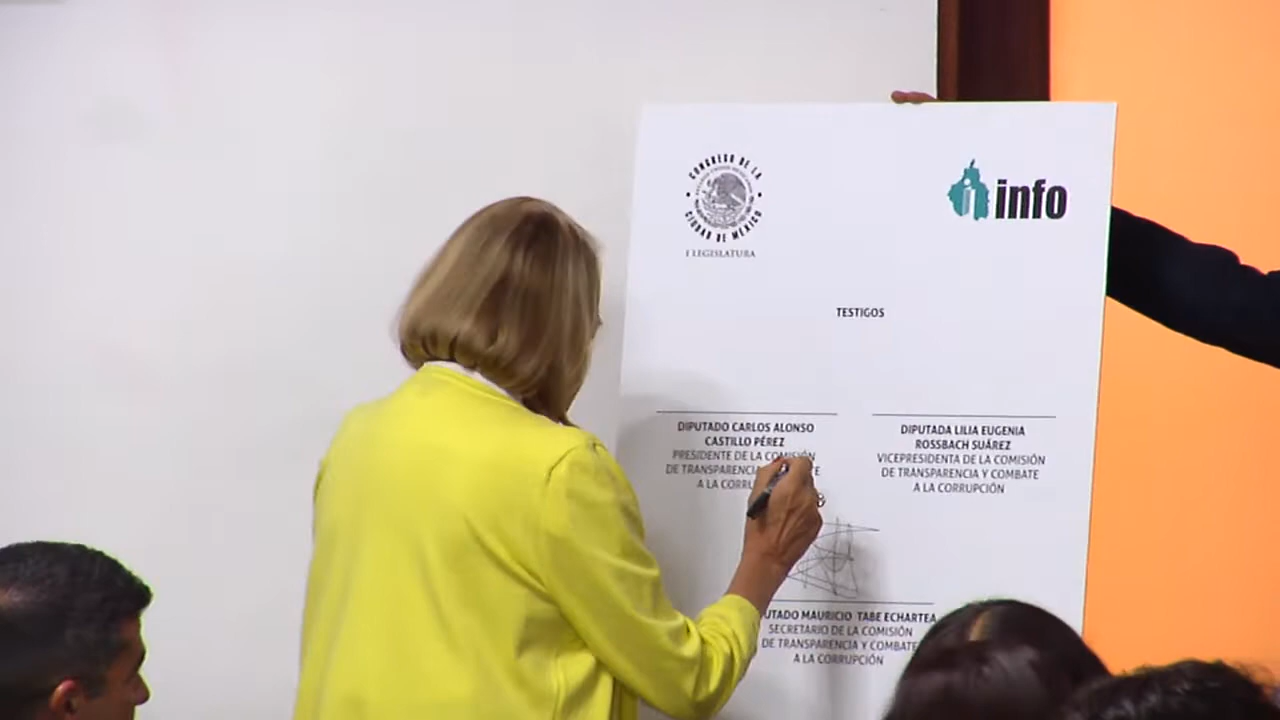 CONGRESO DE LA
CIUDAD DE MÉXICO
I LEGISLATURA
info
TESTIGOS
DIPUTADO CARLOS ALONSO
CASTILLO PÉREZ
PRESIDENTE DE LA COMISIÓN
DE TRANSPARENCIA
A LA
DIPUTADA LILIA EUGENIA
ROSSBACH SUÁREZ
VICEPRESIDENTA DE LA COMISIÓN
DE TRANSPARENCIA Y COMBATE
A LA CORRUPCIÓN
MAURICIO TABE ECHARTEA
SECRETARIO DE LA COMISIÓN
DE TRANSPARENCIA Y COMBATE
A LA CORRUPCIÓN